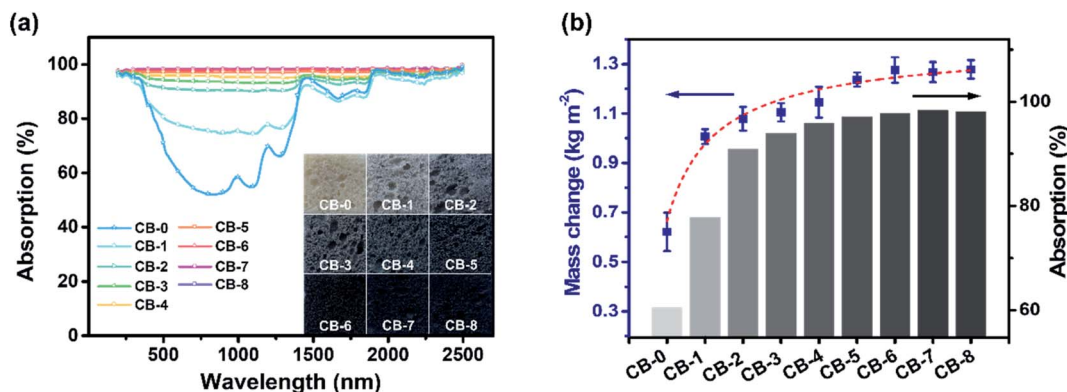 (a)
Absorption (%)
100
80
60
40
20
0
500 1000 1500 2000 2500
Wavelength (nm)
CB-0 CB-5
CB-1 CB-6
CB-2 CB-7
CB-3 CB-8
CB-4
CB-0 CB-1 CB-2
CB-3 CB-4 CB-5
CB-6 CB-7 CB-8
(b)
Mass change (kg m⁻²)
1.3
1.1
0.9
0.7
0.5
0.3
CB-0 CB-1 CB-2 CB-3 CB-4 CB-5 CB-6 CB-7 CB-8
100
80
60
Absorption (%)